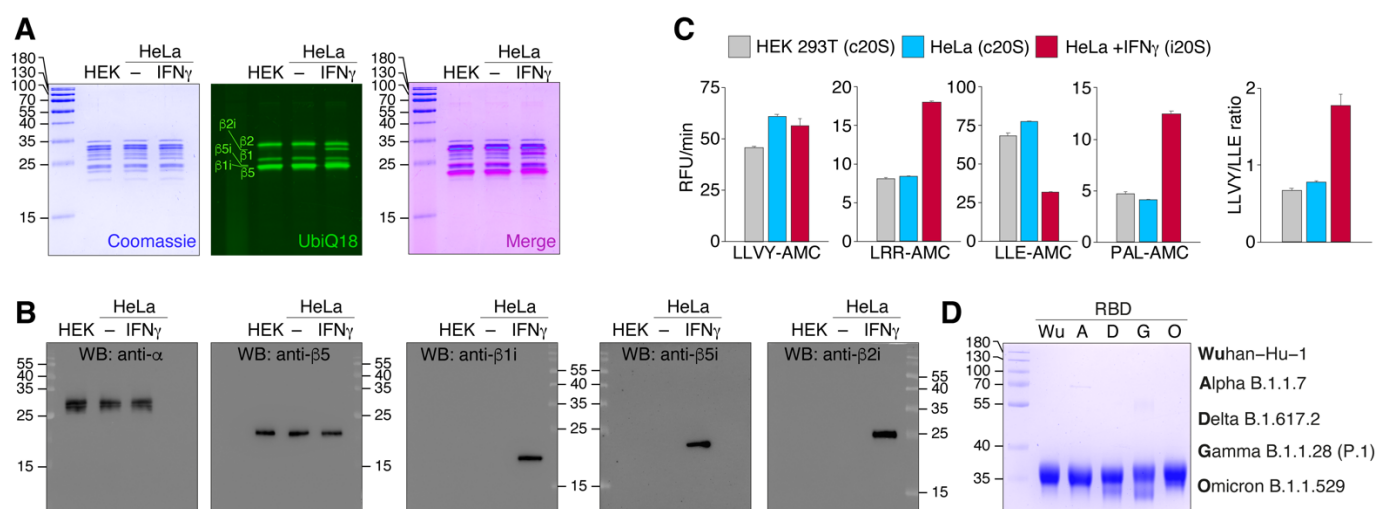 A
HeLa
HEK – IFNγ
180
130
100
70
55
40
35
25
15
Coomassie
HeLa
HEK – IFNγ
β2i
β2
β5i
β1
β1i
β5
UbiQ18
HeLa
HEK – IFNγ
180
130
100
70
55
40
35
25
15
Merge
B
HeLa
HEK – IFNγ
WB: anti-α
55
40
35
25
15
HeLa
HEK – IFNγ
WB: anti-β5
55
40
35
25
15
HeLa
HEK – IFNγ
WB: anti-β1i
55
40
35
25
15
HeLa
HEK – IFNγ
WB: anti-β5i
55
40
35
25
15
HeLa
HEK – IFNγ
WB: anti-β2i
55
40
35
25
15
C
HEK 293T (c20S) HeLa (c20S) HeLa +IFNγ (i20S)
RFU/min
75
50
25
0
LLVY-AMC
20
15
10
5
0
LRR-AMC
100
75
50
25
0
LLE-AMC
15
10
5
0
PAL-AMC
LLVY/LLE ratio
2
1
0
D
RBD
Wu A D G O
180
130
100
70
55
40
35
Wuhan–Hu–1
Alpha B.1.1.7
Delta B.1.617.2
Gamma B.1.1.28 (P.1)
Omicron B.1.1.529